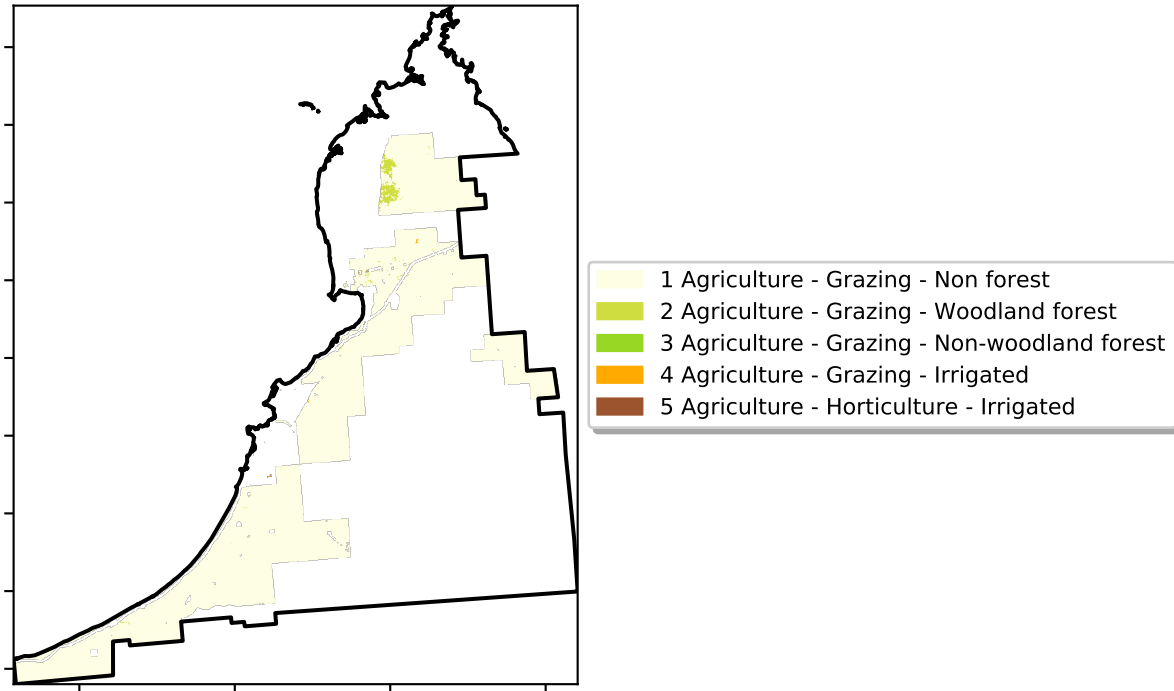 1 Agriculture - Grazing - Non forest
2 Agriculture - Grazing - Woodland forest
3 Agriculture - Grazing - Non-woodland forest
4 Agriculture - Grazing - Irrigated
5 Agriculture - Horticulture - Irrigated